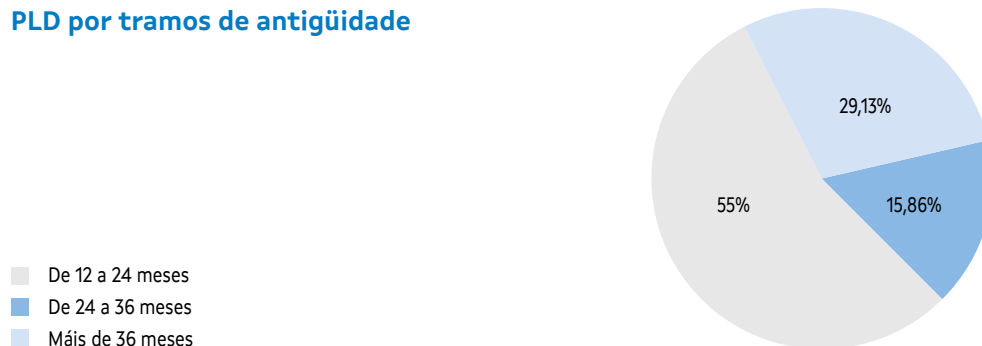 PLD por tramos de antigüidade
29,13%
55%
15,86%
De 12 a 24 meses
De 24 a 36 meses
Máis de 36 meses